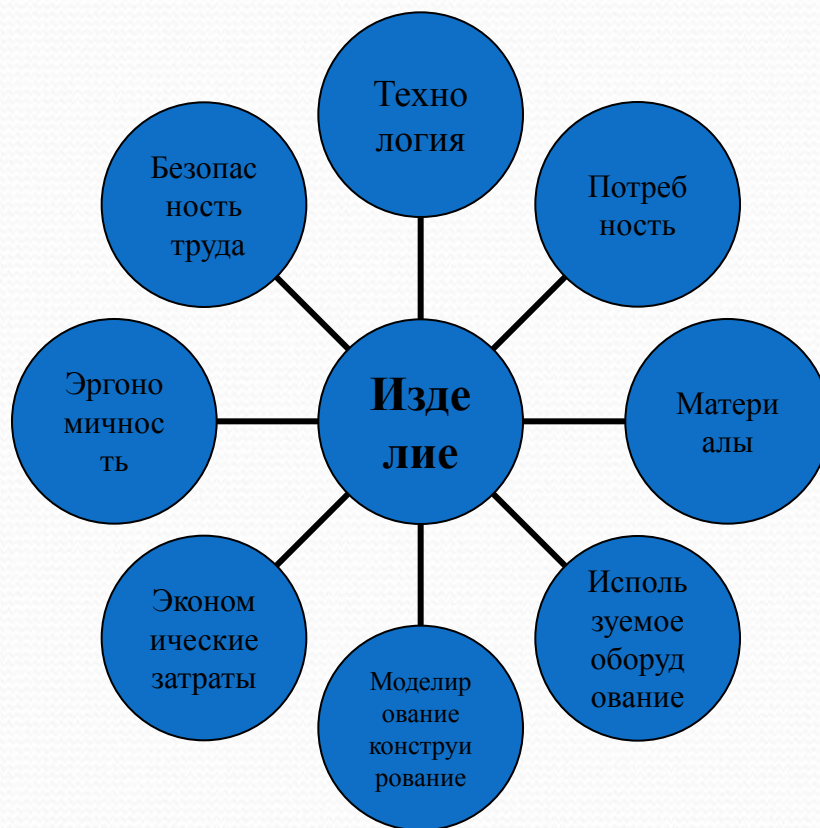 Техно
логия
Безопас
ность
труда
Потреб
ность
Эргоно
мичнос
ть
Изде
лие
Матери
алы
Эконом
ические
затраты
Исполь
зуемое
оборуд
ование
Моделир
ование
конструи
рование